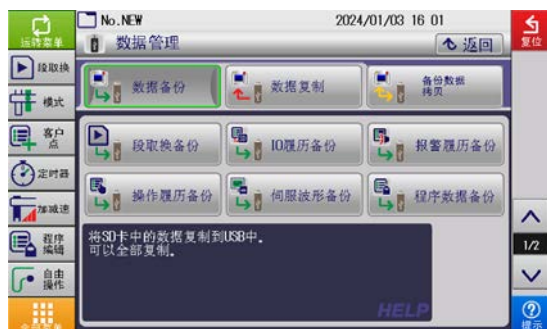 No.NEW 2024/01/03 16 01
运转菜单
数据管理
返回
复位
段取换
模式
客户
点
定时器
加减速
程序
编辑
自由
操作
数据备份
数据复制
备份数据
拷贝
段取换备份
IO履历备份
报警履历备份
操作履历备份
伺服波形备份
程序数据备份
将SD卡中的数据复制到USB中。
可以全部复制。
HELP
1/2
提示